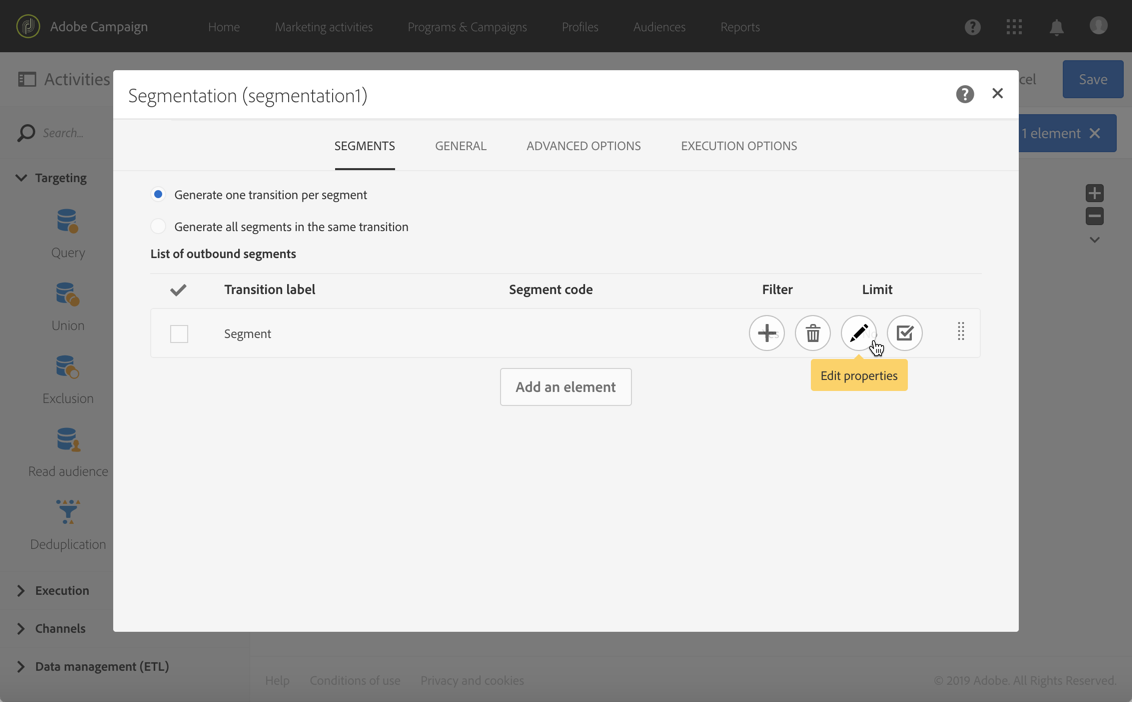 Adobe Campaign Home Marketing activities Programs & Campaigns Profiles Audiences Reports
Activities
Save
Segmentation (segmentation1)
Search...
1 element
SEGMENTS GENERAL ADVANCED OPTIONS EXECUTION OPTIONS
Targeting
Generate one transition per segment
Generate all segments in the same transition
Query
List of outbound segments
Transition label Segment code Filter Limit
Union
Segment
Edit properties
Add an element
Exclusion
Read audience
Deduplication
Execution
Channels
Data management (ETL)
Help Conditions of use Privacy and cookies © 2019 Adobe. All Rights Reserved.